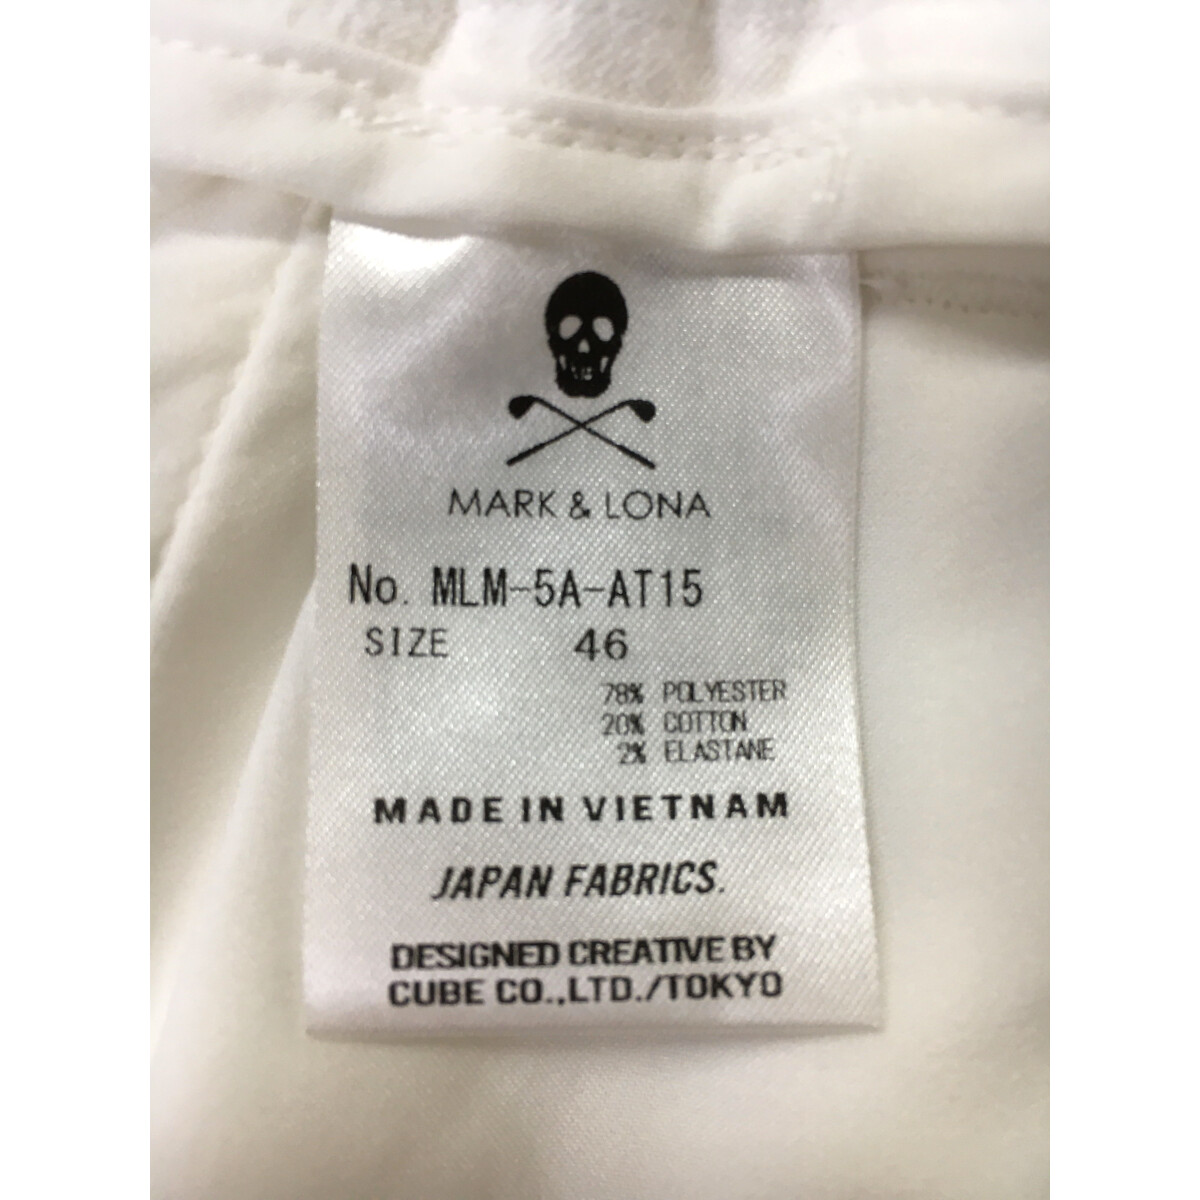 MARK & LONA
No. MLM-5A-AT15
SIZE 46
78% POLYESTER
20% COTTON
2% ELASTANE
MADE IN VIETNAM
JAPAN FABRICS.
DESIGNED CREATIVE BY
CUBE CO.,LTD./TOKYO